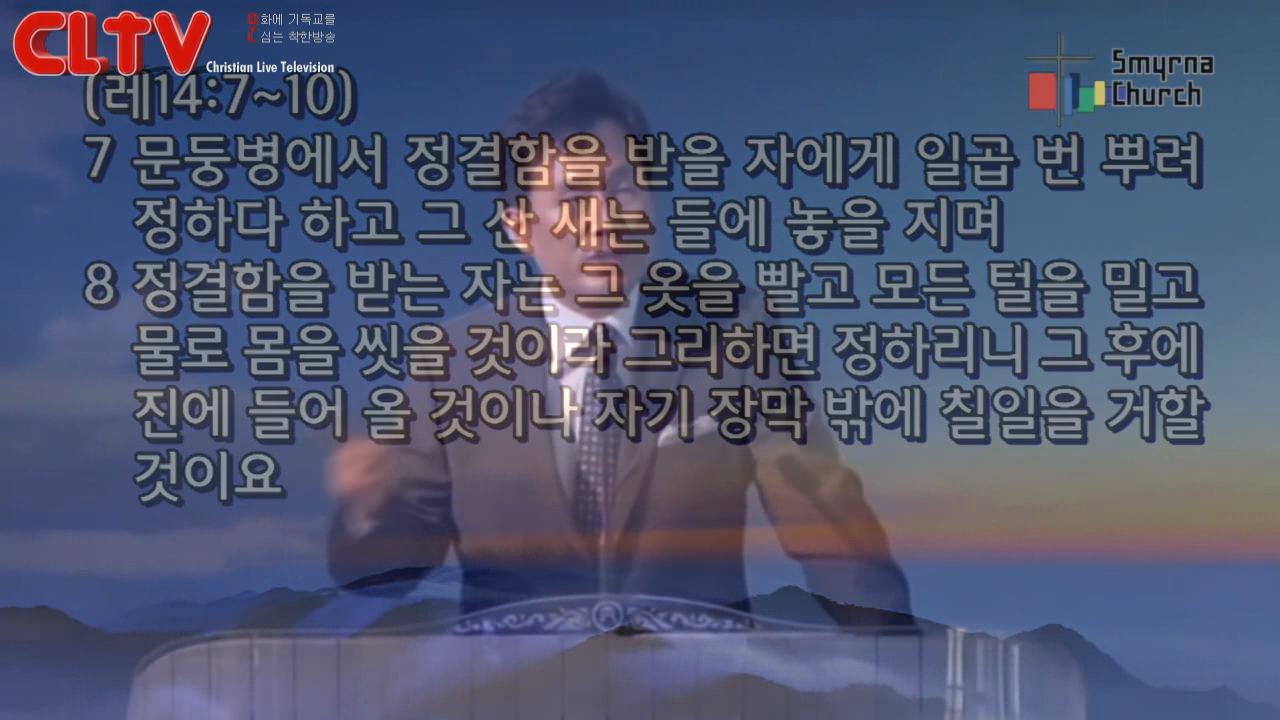 CLTV
문화에 기독교를
심는 착한방송
Christian Live Television
Smyrna
Church
(레14:7~10)
7 문둥병에서 정결함을 받을 자에게 일곱 번 뿌려
정하다 하고 그 산 새는 들에 놓을 지며
8 정결함을 받는 자는 그 옷을 빨고 모든 털을 밀고
물로 몸을 씻을 것이라 그리하면 정하리니 그 후에
진에 들어 올 것이나 자기 장막 밖에 칠일을 거할
것이요